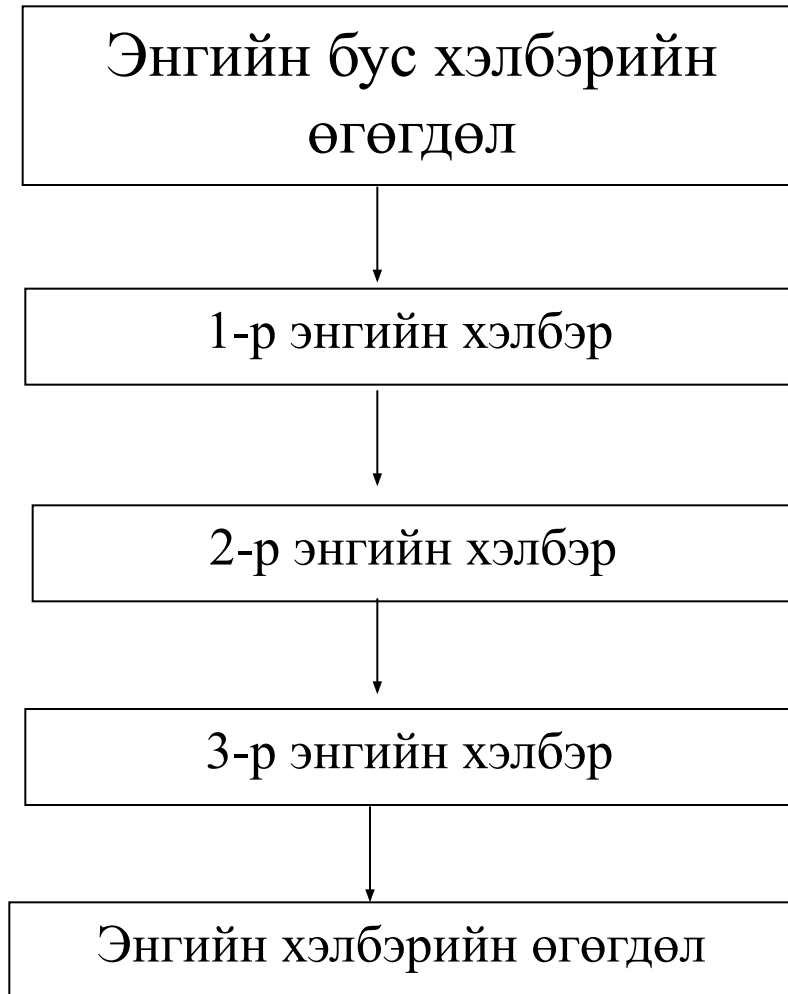 Энгийн бус хэлбэрийн
өгөгдөл
1-р энгийн хэлбэр
2-р энгийн хэлбэр
3-р энгийн хэлбэр
Энгийн хэлбэрийн өгөгдөл